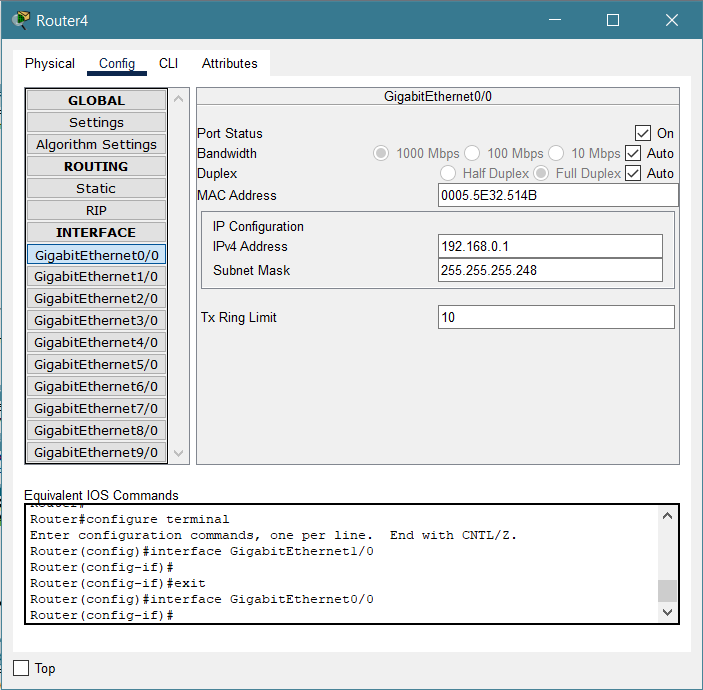 Router4
Physical Config CLI Attributes
GLOBAL
Settings
Algorithm Settings
ROUTING
Static
RIP
INTERFACE
GigabitEthernet0/0
GigabitEthernet1/0
GigabitEthernet2/0
GigabitEthernet3/0
GigabitEthernet4/0
GigabitEthernet5/0
GigabitEthernet6/0
GigabitEthernet7/0
GigabitEthernet8/0
GigabitEthernet9/0
GigabitEthernet0/0
Port Status On
Bandwidth 1000 Mbps 100 Mbps 10 Mbps Auto
Duplex Half Duplex Full Duplex Auto
MAC Address 0005.5E32.514B
IP Configuration
IPv4 Address 192.168.0.1
Subnet Mask 255.255.255.248
Tx Ring Limit 10
Equivalent IOS Commands
Router#
Router#configure terminal
Enter configuration commands, one per line.  End with CNTL/Z.
Router(config)#interface GigabitEthernet1/0
Router(config-if)#
Router(config-if)#exit
Router(config)#interface GigabitEthernet0/0
Router(config-if)#
Top